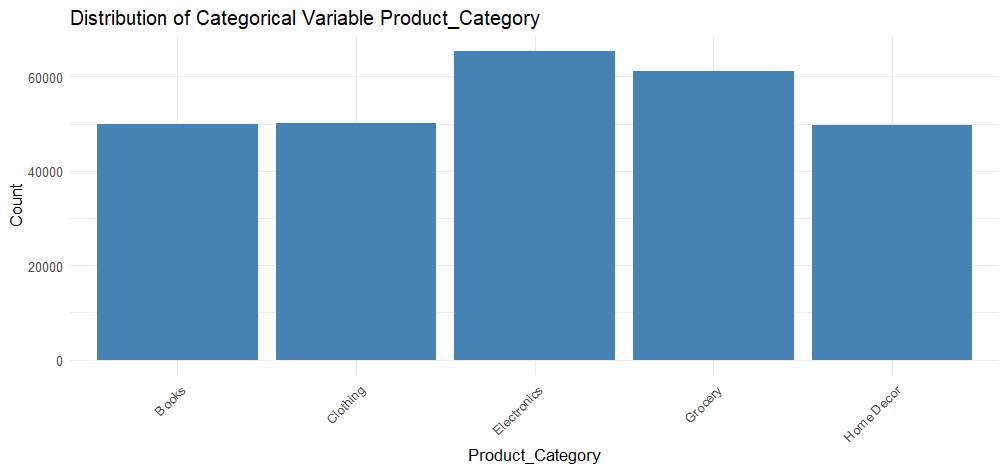 Distribution of Categorical Variable Product_Category
Count
60000
40000
20000
0
Books
Clothing
Electronics
Grocery
Home Decor
Product_Category